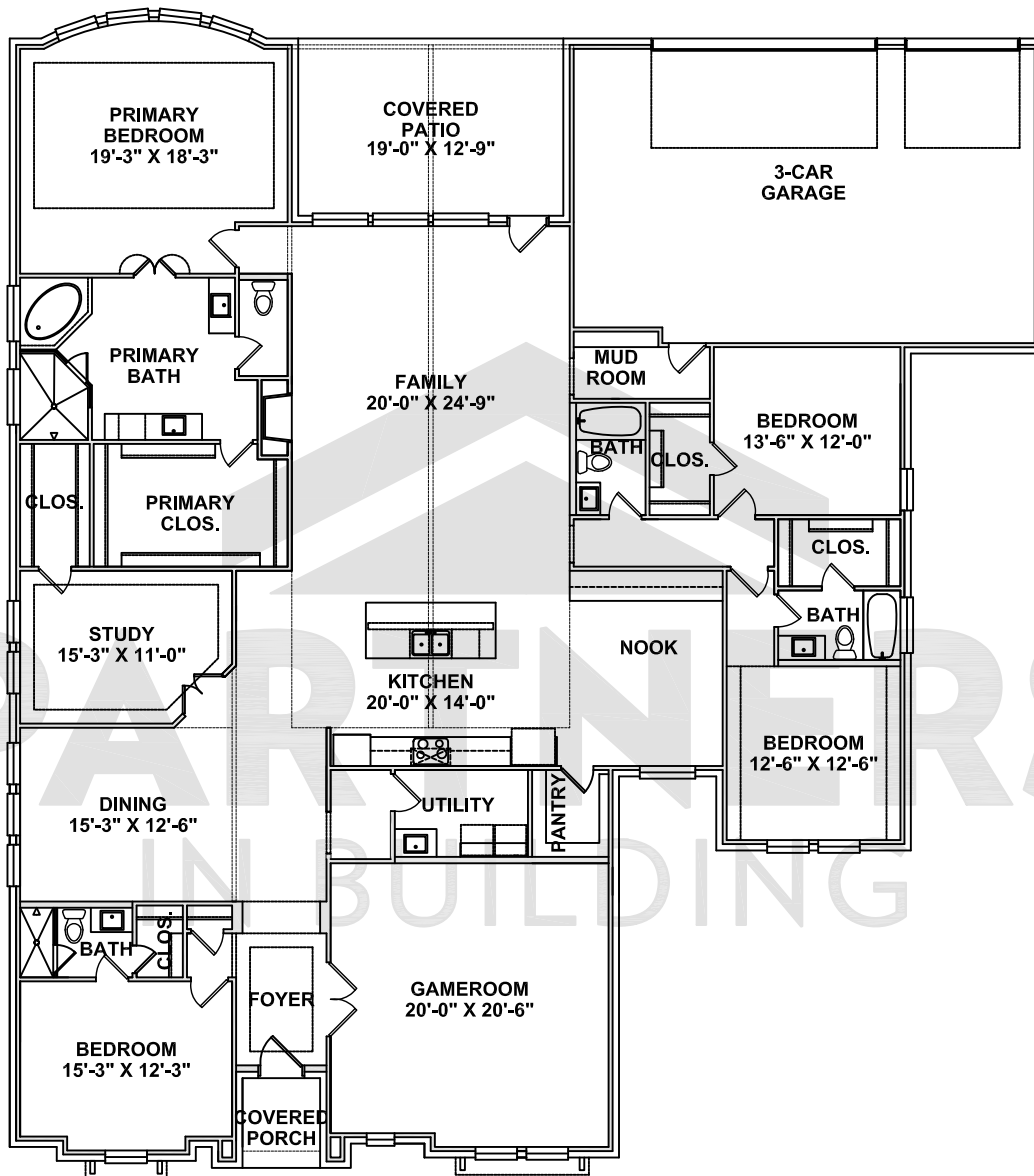 PRIMARY
BEDROOM
19'-3" X 18'-3"
COVERED
PATIO
19'-0" X 12'-9"
3-CAR
GARAGE
PRIMARY
BATH
FAMILY
20'-0" X 24'-9"
MUD
ROOM
BEDROOM
13'-6" X 12'-0"
BATH
CLOS.
CLOS.
PRIMARY
CLOS.
CLOS.
BATH
STUDY
15'-3" X 11'-0"
NOOK
KITCHEN
20'-0" X 14'-0"
BEDROOM
12'-6" X 12'-6"
DINING
15'-3" X 12'-6"
UTILITY
PANTRY
PARTNERS
IN BUILDING
BATH
CLOS.
FOYER
GAMEROOM
20'-0" X 20'-6"
BEDROOM
15'-3" X 12'-3"
COVERED
PORCH